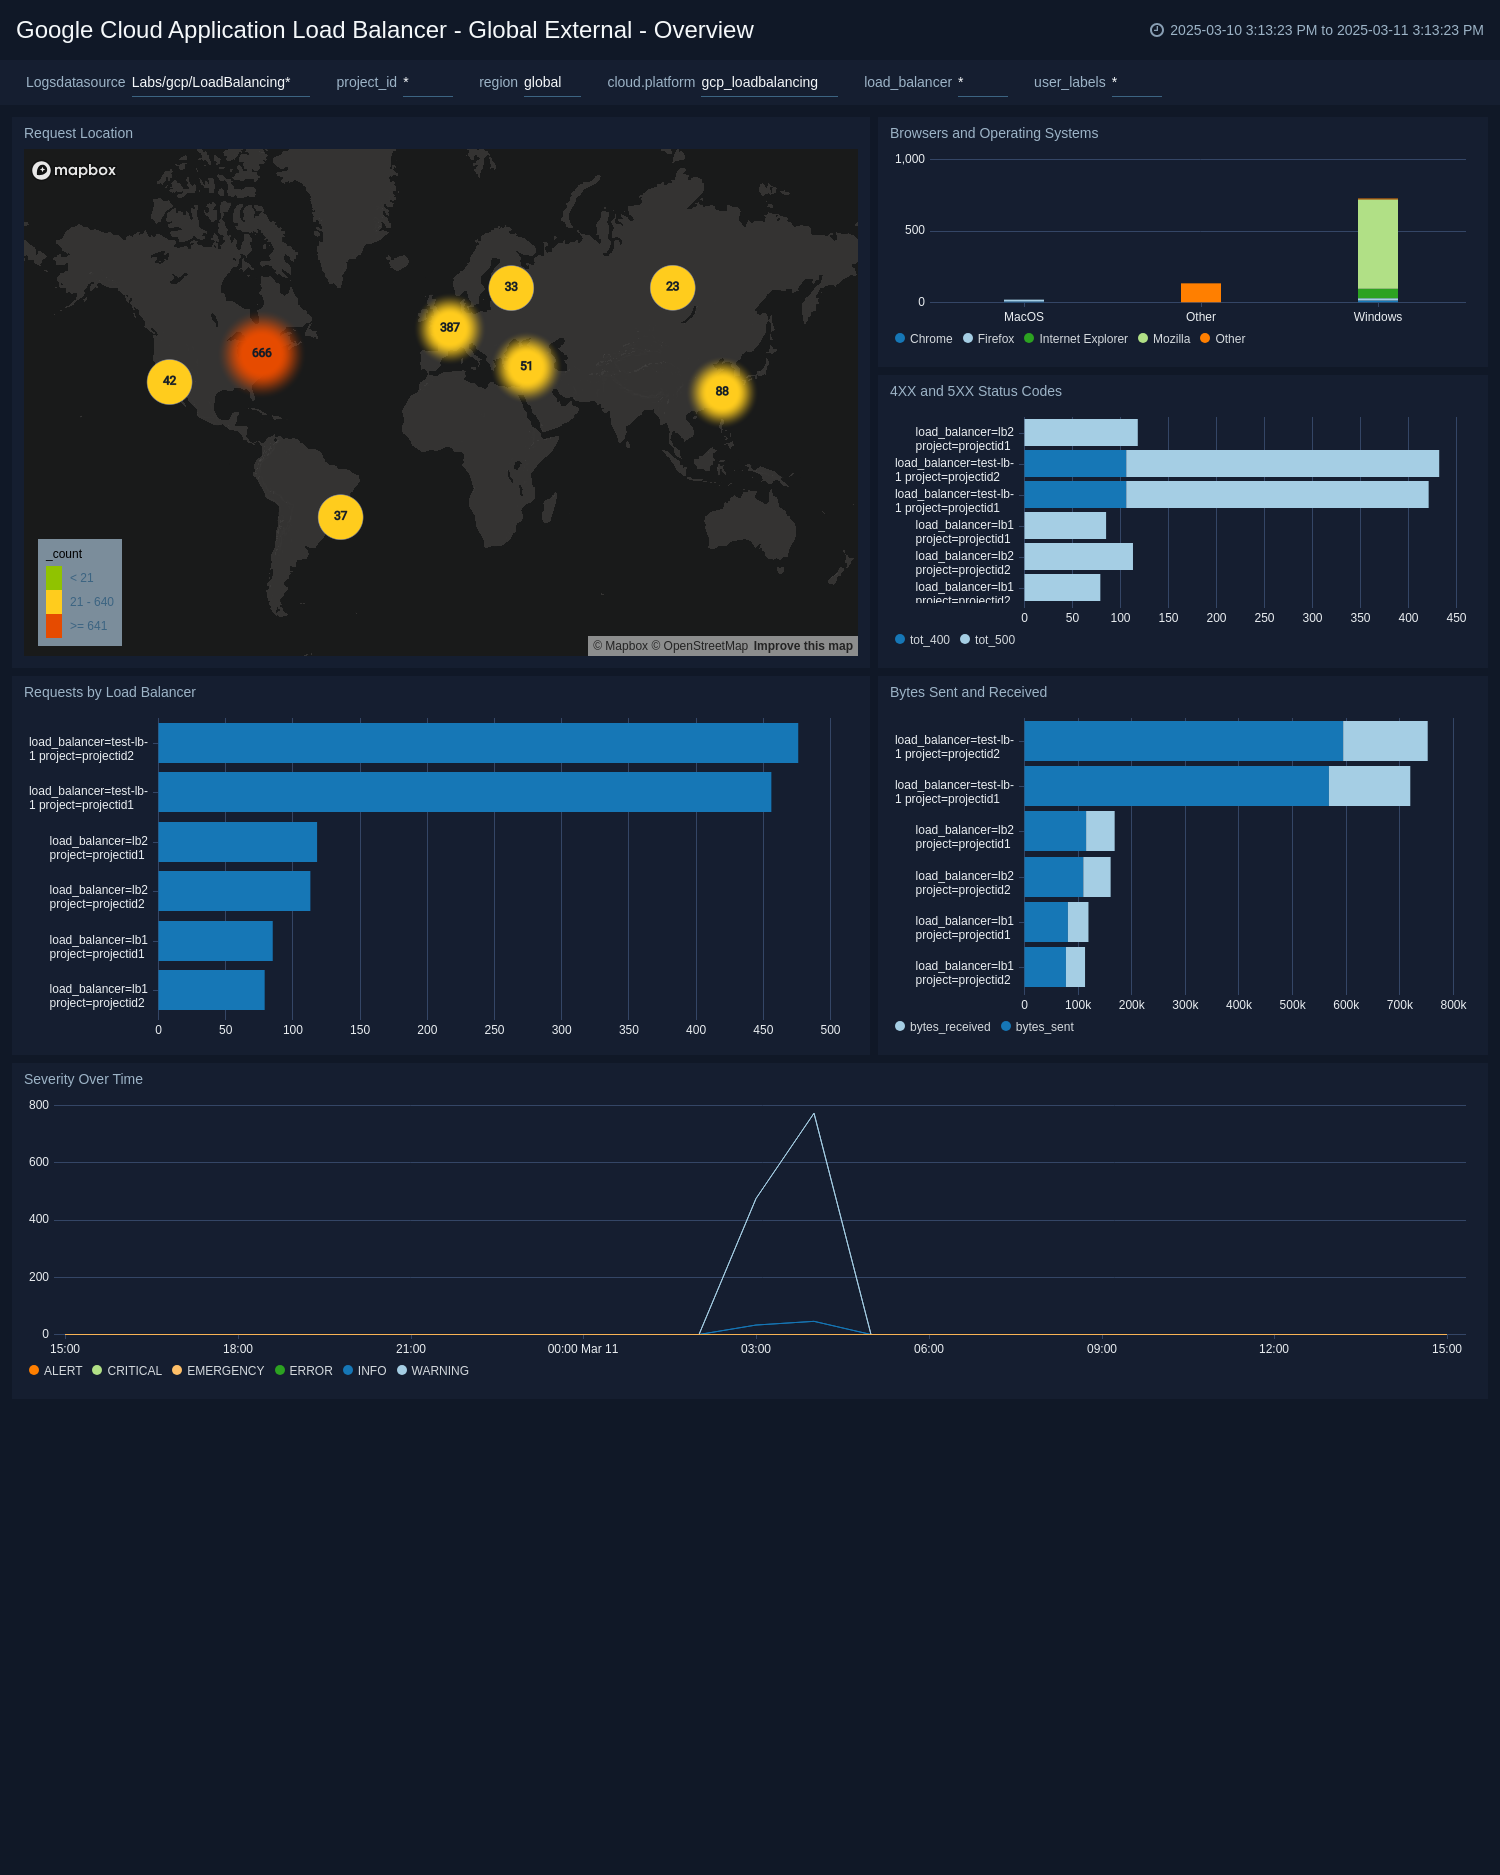 Google Cloud Application Load Balancer - Global External - Overview
2025-03-10 3:13:23 PM to 2025-03-11 3:13:23 PM
Logsdatasource Labs/gcp/LoadBalancing* project_id * region global cloud.platform gcp_loadbalancing load_balancer * user_labels *
Request Location
mapbox
33
23
387
666
51
42
88
37
_count
< 21
21 - 640
>= 641
© Mapbox © OpenStreetMap Improve this map
Browsers and Operating Systems
1,000
500
0
MacOS Other Windows
Chrome Firefox Internet Explorer Mozilla Other
4XX and 5XX Status Codes
load_balancer=lb2
project=projectid1
load_balancer=test-lb-
1 project=projectid2
load_balancer=test-lb-
1 project=projectid1
load_balancer=lb1
project=projectid1
load_balancer=lb2
project=projectid2
load_balancer=lb1
project=projectid2
0 50 100 150 200 250 300 350 400 450
tot_400 tot_500
Requests by Load Balancer
load_balancer=test-lb-
1 project=projectid2
load_balancer=test-lb-
1 project=projectid1
load_balancer=lb2
project=projectid1
load_balancer=lb2
project=projectid2
load_balancer=lb1
project=projectid1
load_balancer=lb1
project=projectid2
0 50 100 150 200 250 300 350 400 450 500
Bytes Sent and Received
load_balancer=test-lb-
1 project=projectid2
load_balancer=test-lb-
1 project=projectid1
load_balancer=lb2
project=projectid1
load_balancer=lb2
project=projectid2
load_balancer=lb1
project=projectid1
load_balancer=lb1
project=projectid2
0 100k 200k 300k 400k 500k 600k 700k 800k
bytes_received bytes_sent
Severity Over Time
800
600
400
200
0
15:00 18:00 21:00 00:00 Mar 11 03:00 06:00 09:00 12:00 15:00
ALERT CRITICAL EMERGENCY ERROR INFO WARNING